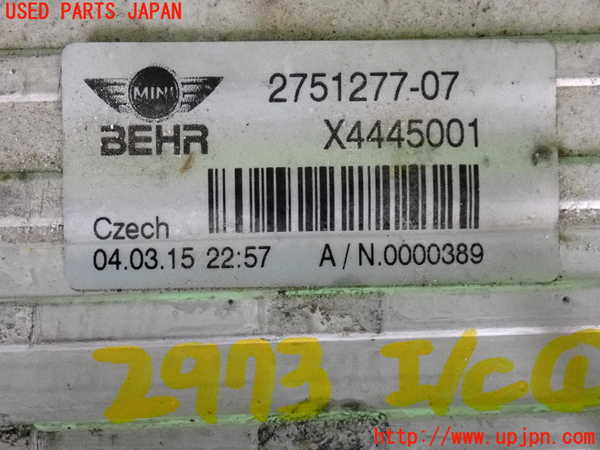 USED PARTS JAPAN
MINI
2751277-07
BEHR
X4445001
Czech
04.03.15 22:57 A/N.0000389
2973 I/C①
http://www.upjpn.com/